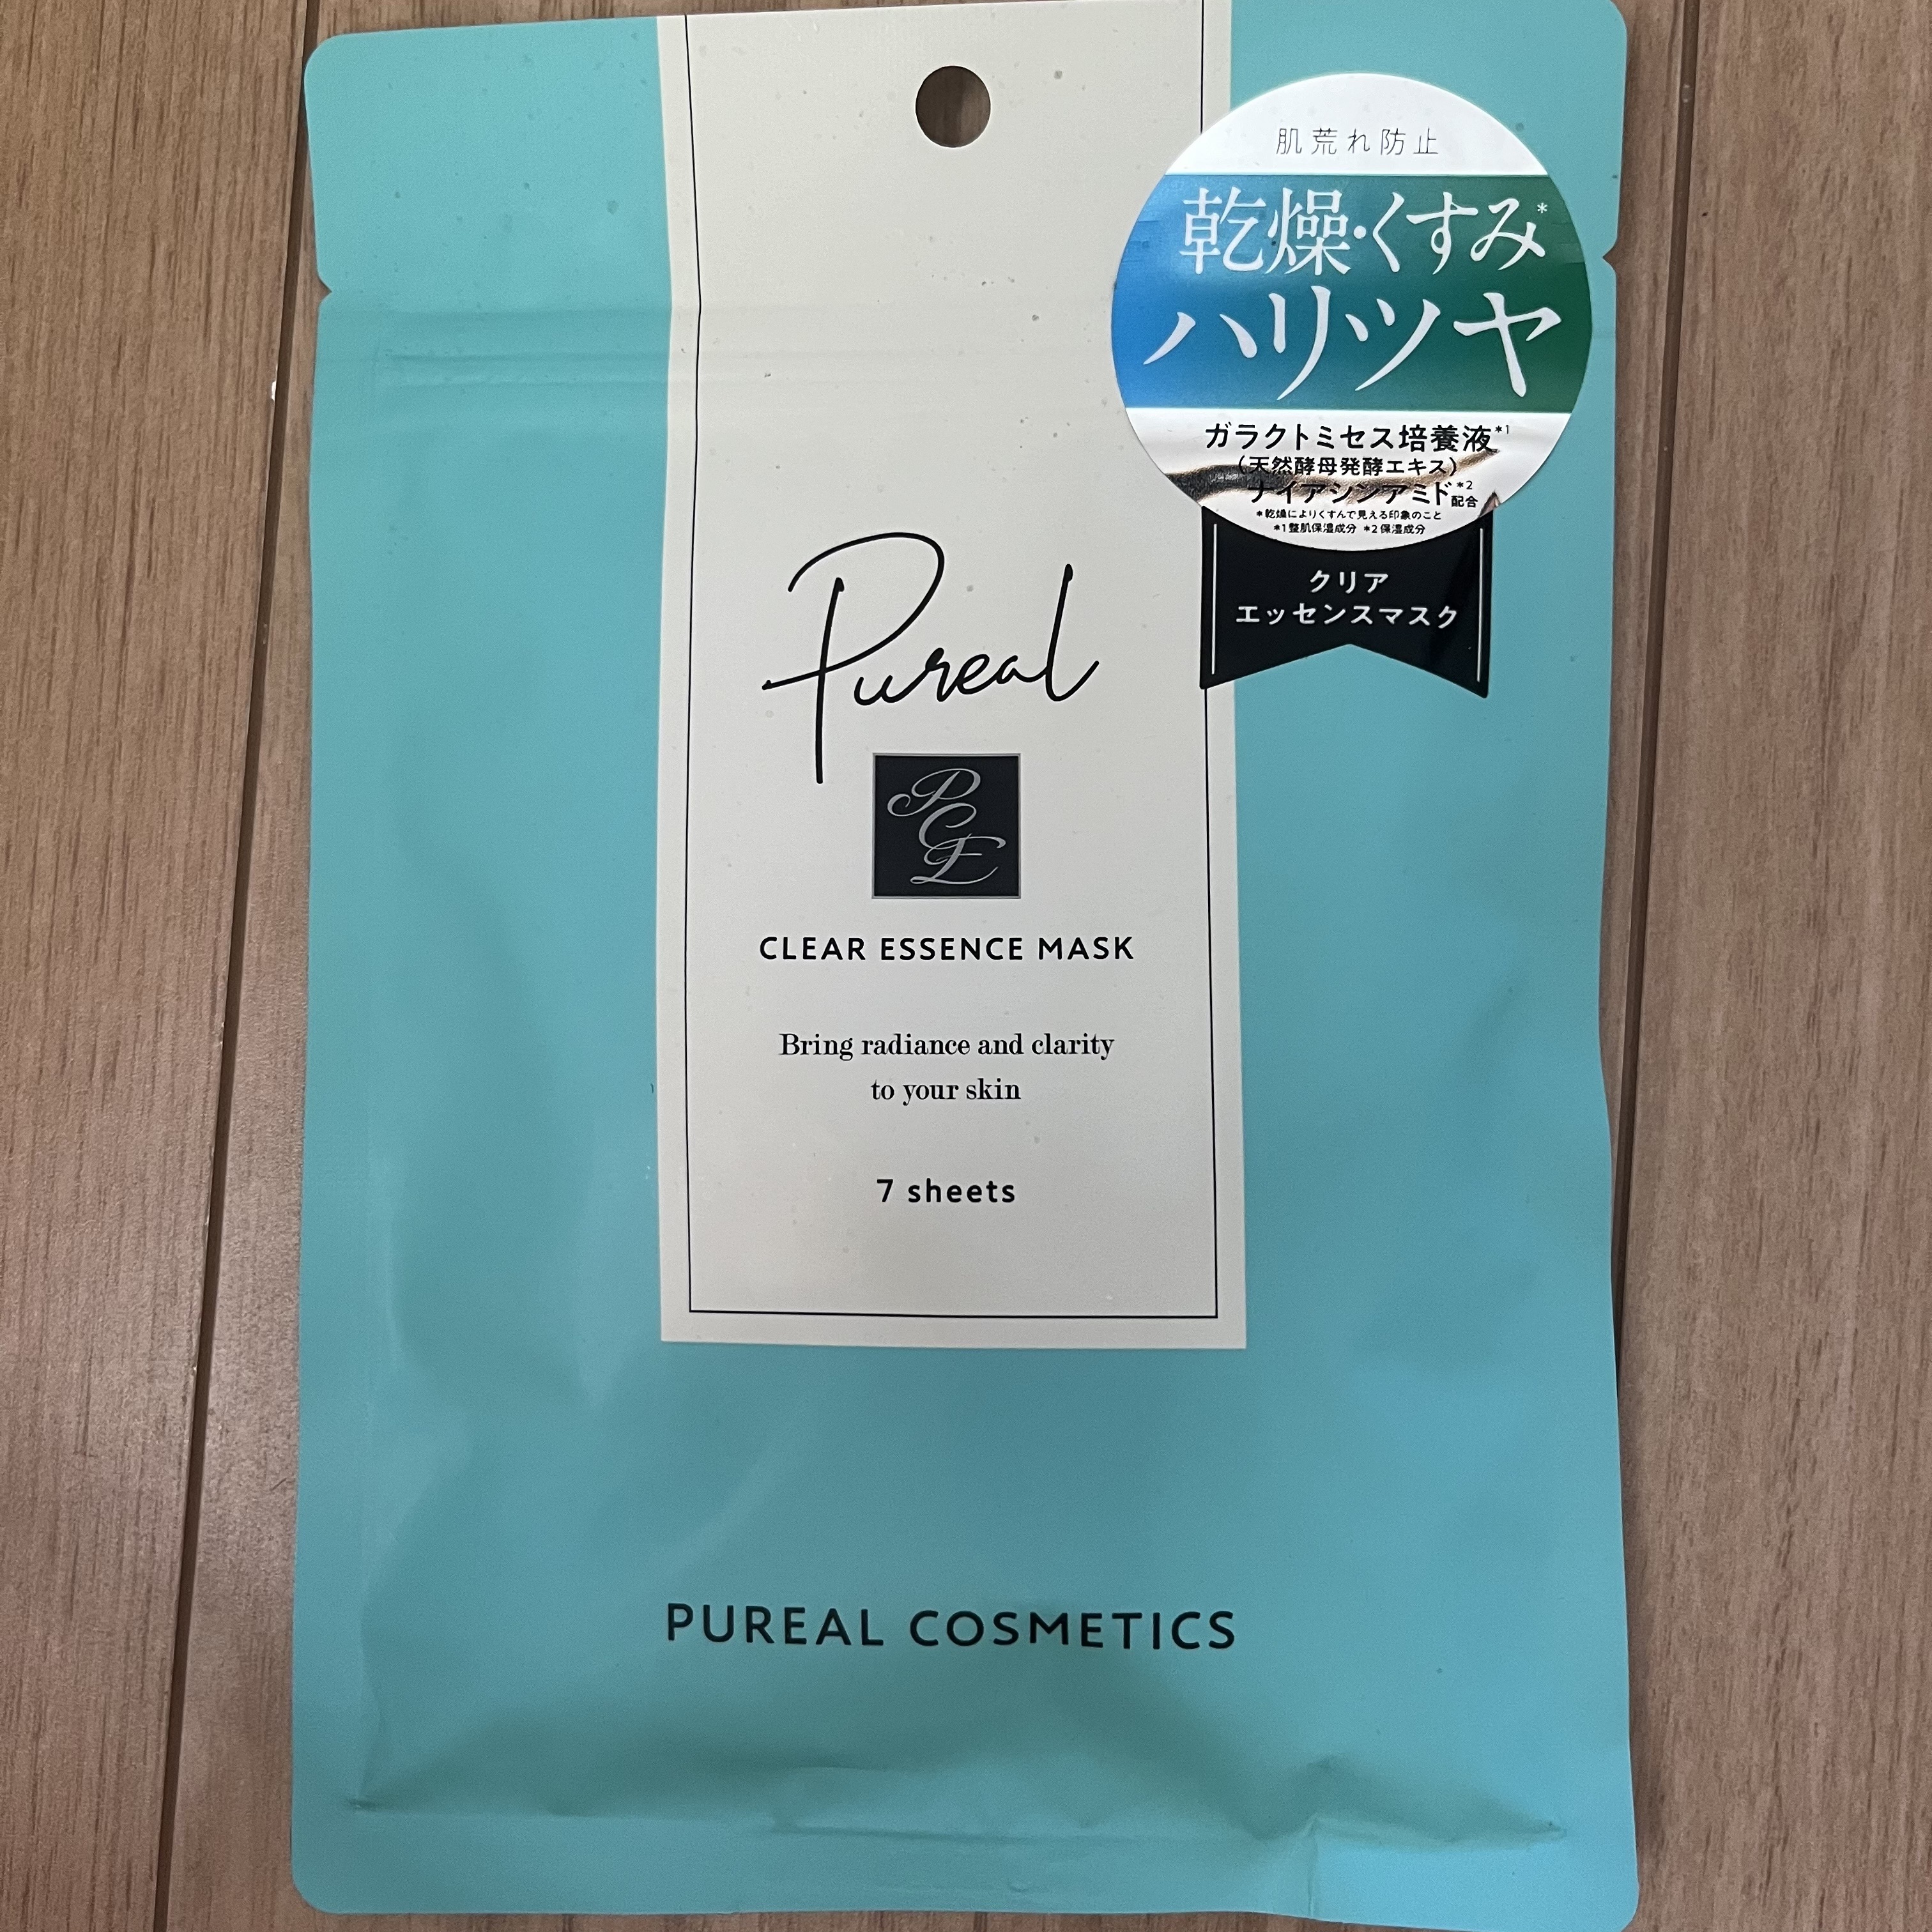 肌荒れ防止
乾燥・くすみ*
ハリツヤ
ガラクトミセス培養液*1
(天然酵母発酵エキス)
ナイアシンアミド*2配合
*乾燥によりくすんで見える印象のこと
*1整肌保湿成分 *2保湿成分
クリア
エッセンスマスク
Pureal
PCE
CLEAR ESSENCE MASK
Bring radiance and clarity
to your skin
7 sheets
PUREAL COSMETICS